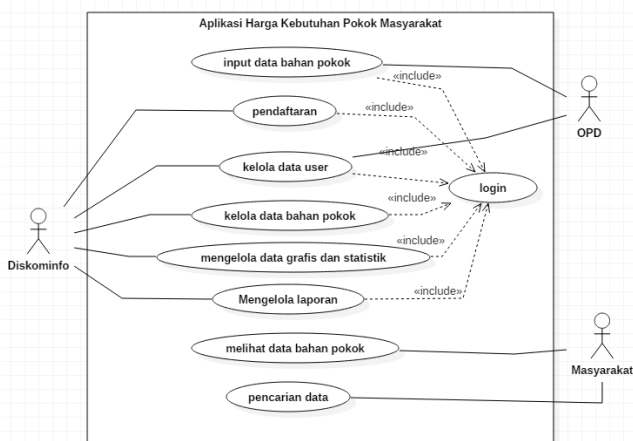 Aplikasi Harga Kebutuhan Pokok Masyarakat
input data bahan pokok
«include»
pendaftaran
«include»
OPD
kelola data user
«include»
login
kelola data bahan pokok
«include»
mengelola data grafis dan statistik
«include»
Diskominfo
Mengelola laporan
«include»
melihat data bahan pokok
Masyarakat
pencarian data